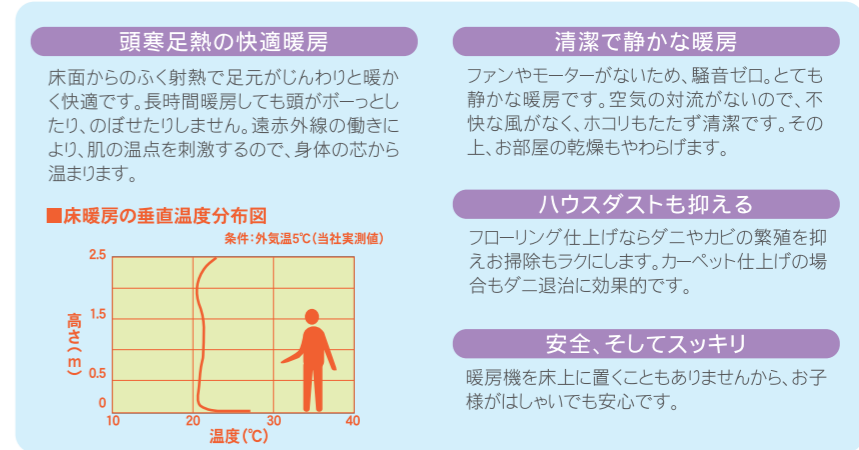 頭寒足熱の快適暖房
床面からのふく射熱で足元がじんわりと暖か
く快適です。長時間暖房しても頭がボーっとし
たり、のぼせたりしません。遠赤外線の働きに
より、肌の温点を刺激するので、身体の芯から
温まります。
■床暖房の垂直温度分布図
条件:外気温5℃(当社実測値)
2.5
1.5
0.5
0
高さ(m)
10 20 30 40
温度(℃)
清潔で静かな暖房
ファンやモーターがないため、騒音ゼロ。とても
静かな暖房です。空気の対流がないので、不
快な風がなく、ホコリもたたず清潔です。その
上、お部屋の乾燥もやわらげます。
ハウスダストも抑える
フローリング仕上げならダニやカビの繁殖を抑
えお掃除もラクにします。カーペット仕上げの場
合もダニ退治に効果的です。
安全、そしてスッキリ
暖房機を床上に置くこともありませんから、お子
様がはしゃいでも安心です。